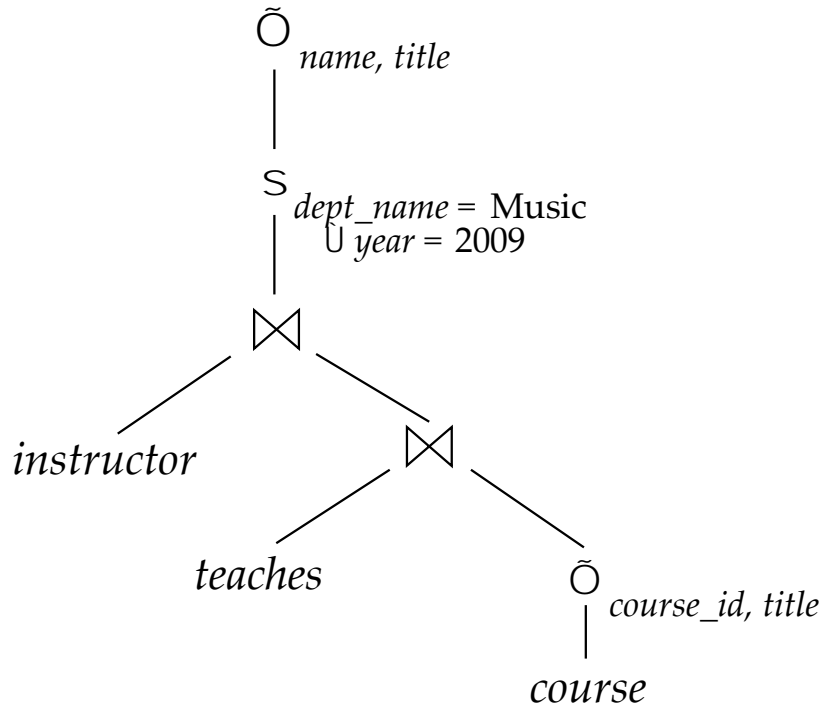 Õ name, title
s dept_name = Music
Ù year = 2009
⋈
instructor
⋈
teaches
Õ course_id, title
course